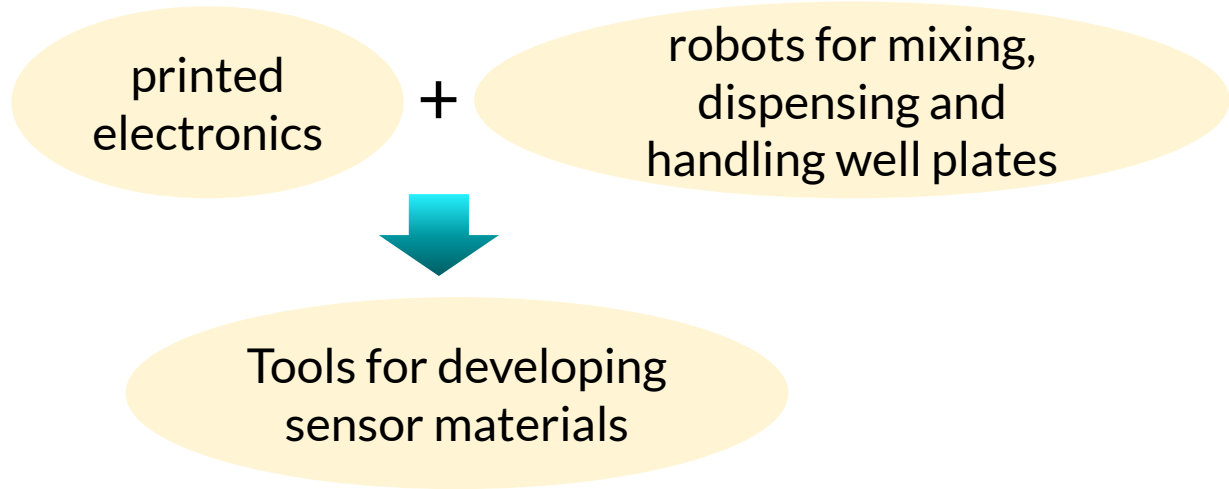 printed
electronics
+
robots for mixing,
dispensing and
handling well plates
Tools for developing
sensor materials